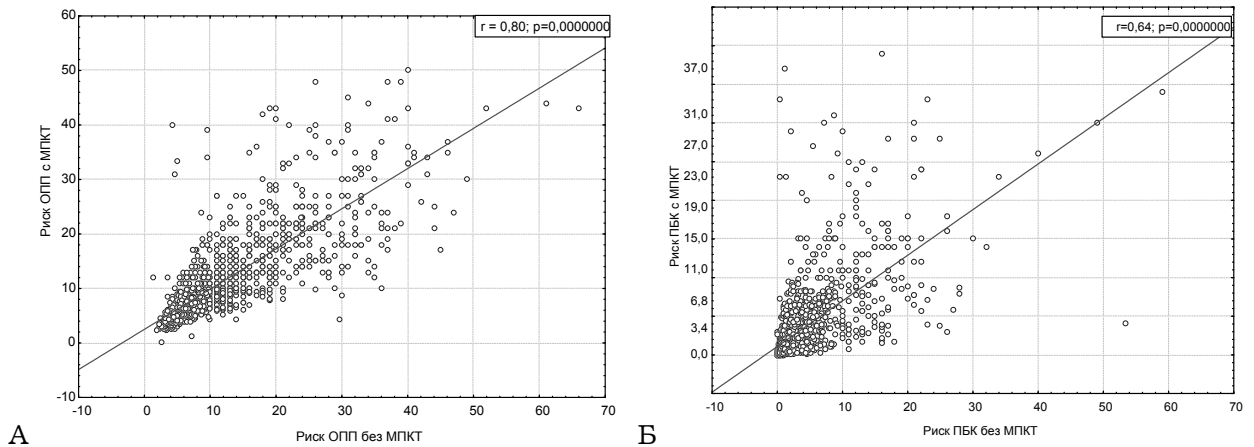 r = 0,80; p=0,0000000
60
50
40
30
20
10
0
-10
Риск ОПП с МПКТ
-10 0 10 20 30 40 50 60 70
Риск ОПП без МПКТ
А
r=0,64; p=0,0000000
37,0
31,0
27,0
23,0
19,0
15,0
11,0
6,8
3,4
0,0
Риск ПБК с МПКТ
-10 0 10 20 30 40 50 60 70
Риск ПБК без МПКТ
Б